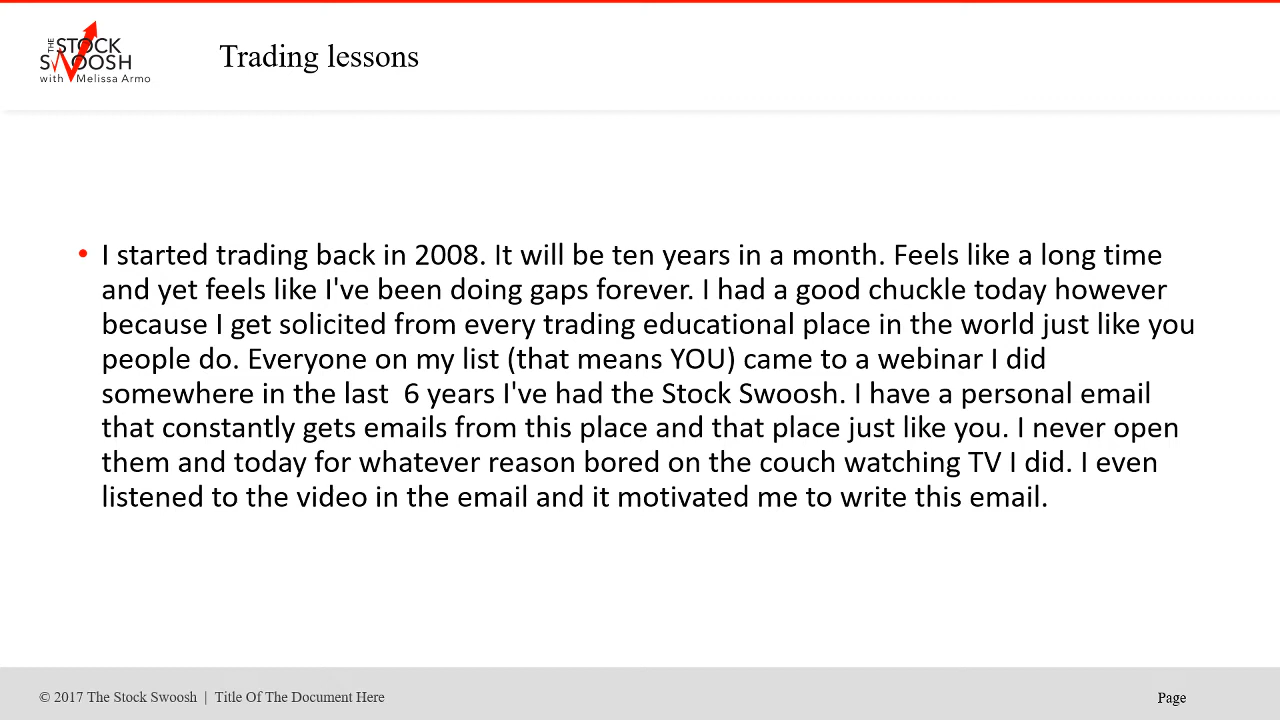 THE STOCK
SWOOSH
with Melissa Armo
Trading lessons
• I started trading back in 2008. It will be ten years in a month. Feels like a long time
and yet feels like I've been doing gaps forever. I had a good chuckle today however
because I get solicited from every trading educational place in the world just like you
people do. Everyone on my list (that means YOU) came to a webinar I did
somewhere in the last  6 years I've had the Stock Swoosh. I have a personal email
that constantly gets emails from this place and that place just like you. I never open
them and today for whatever reason bored on the couch watching TV I did. I even
listened to the video in the email and it motivated me to write this email.
© 2017 The Stock Swoosh | Title Of The Document Here
Page